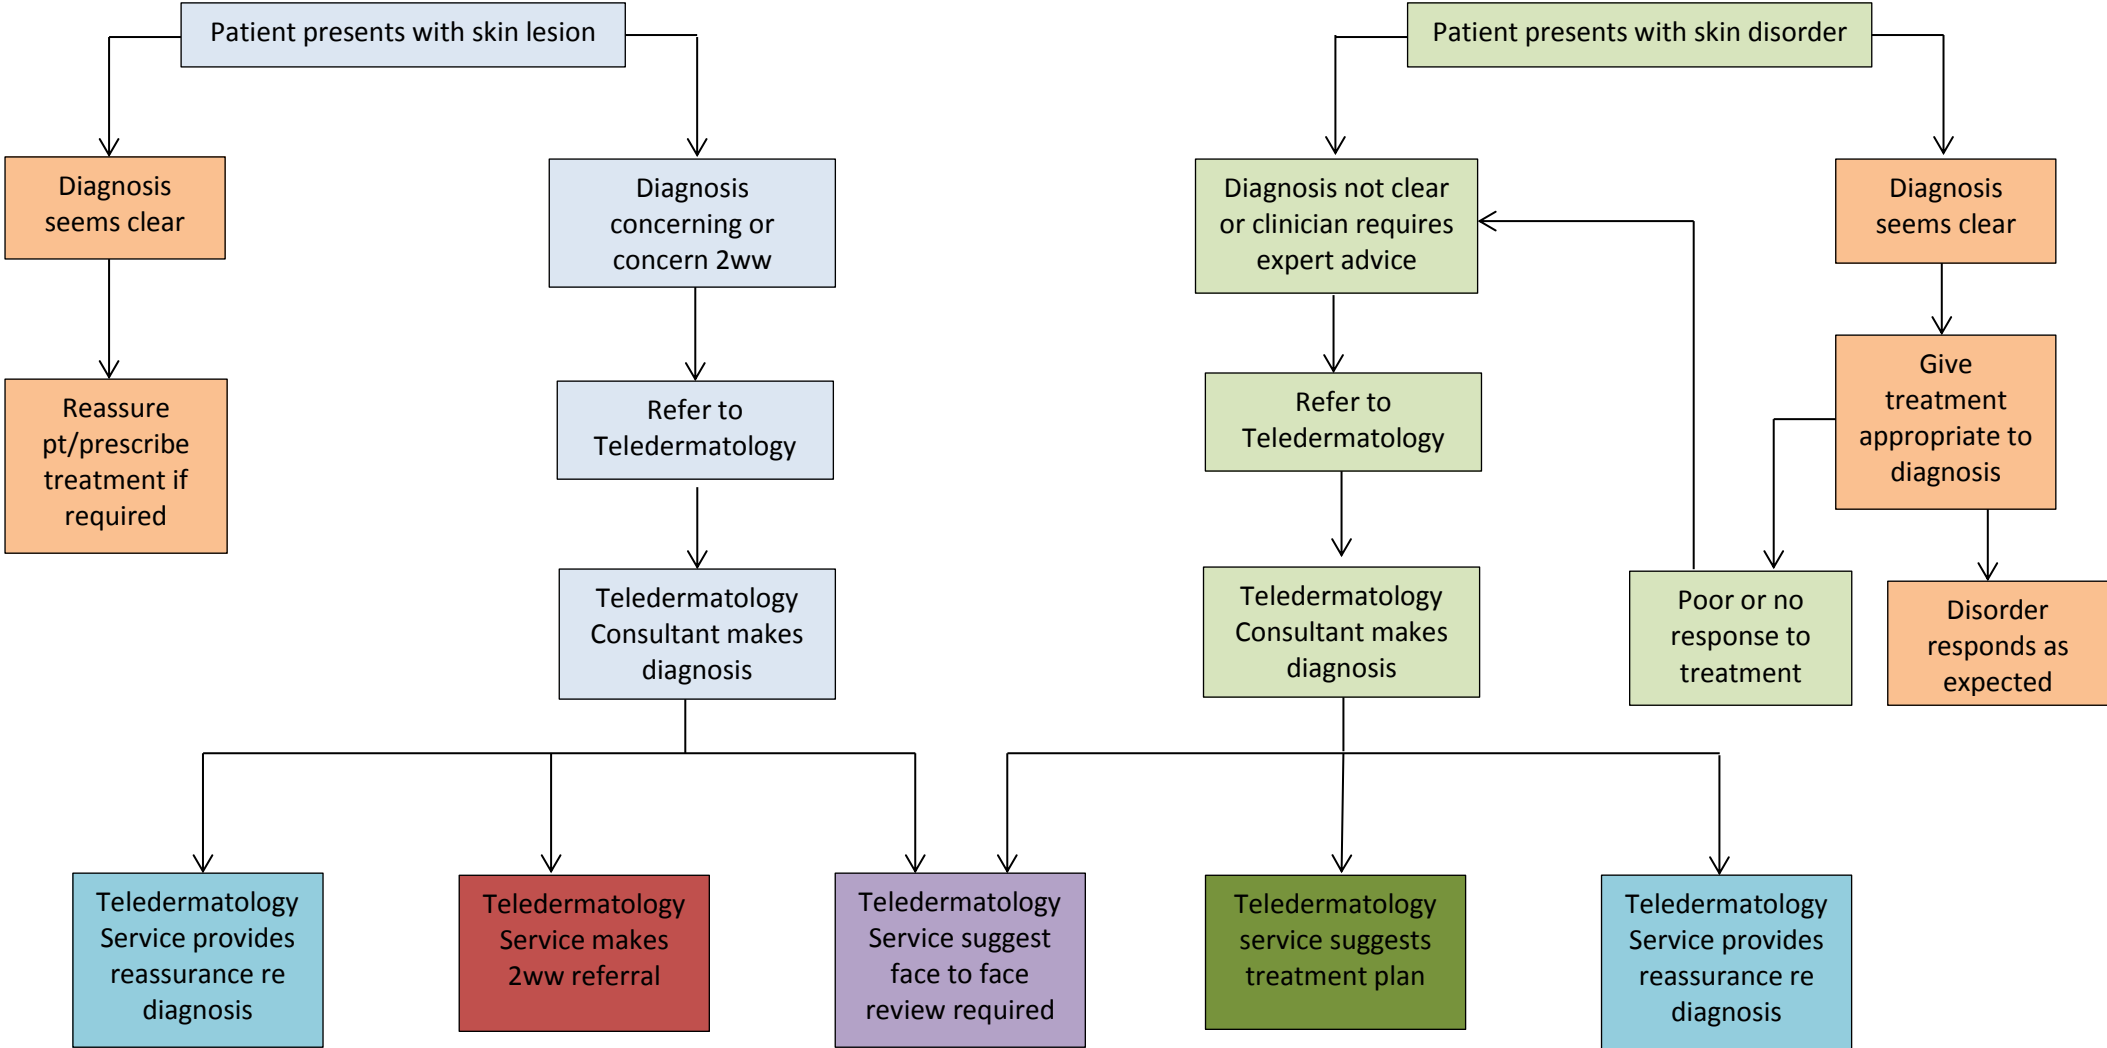 Patient presents with skin lesion
Patient presents with skin disorder
Diagnosis
seems clear
Diagnosis
concerning or
concern 2ww
Diagnosis not clear
or clinician requires
expert advice
Diagnosis
seems clear
Reassure
pt/prescribe
treatment if
required
Refer to
Teledermatology
Refer to
Teledermatology
Give
treatment
appropriate to
diagnosis
Teledermatology
Consultant makes
diagnosis
Teledermatology
Consultant makes
diagnosis
Poor or no
response to
treatment
Disorder
responds as
expected
Teledermatology
Service provides
reassurance re
diagnosis
Teledermatology
Service makes
2ww referral
Teledermatology
Service suggest
face to face
review required
Teledermatology
service suggests
treatment plan
Teledermatology
Service provides
reassurance re
diagnosis